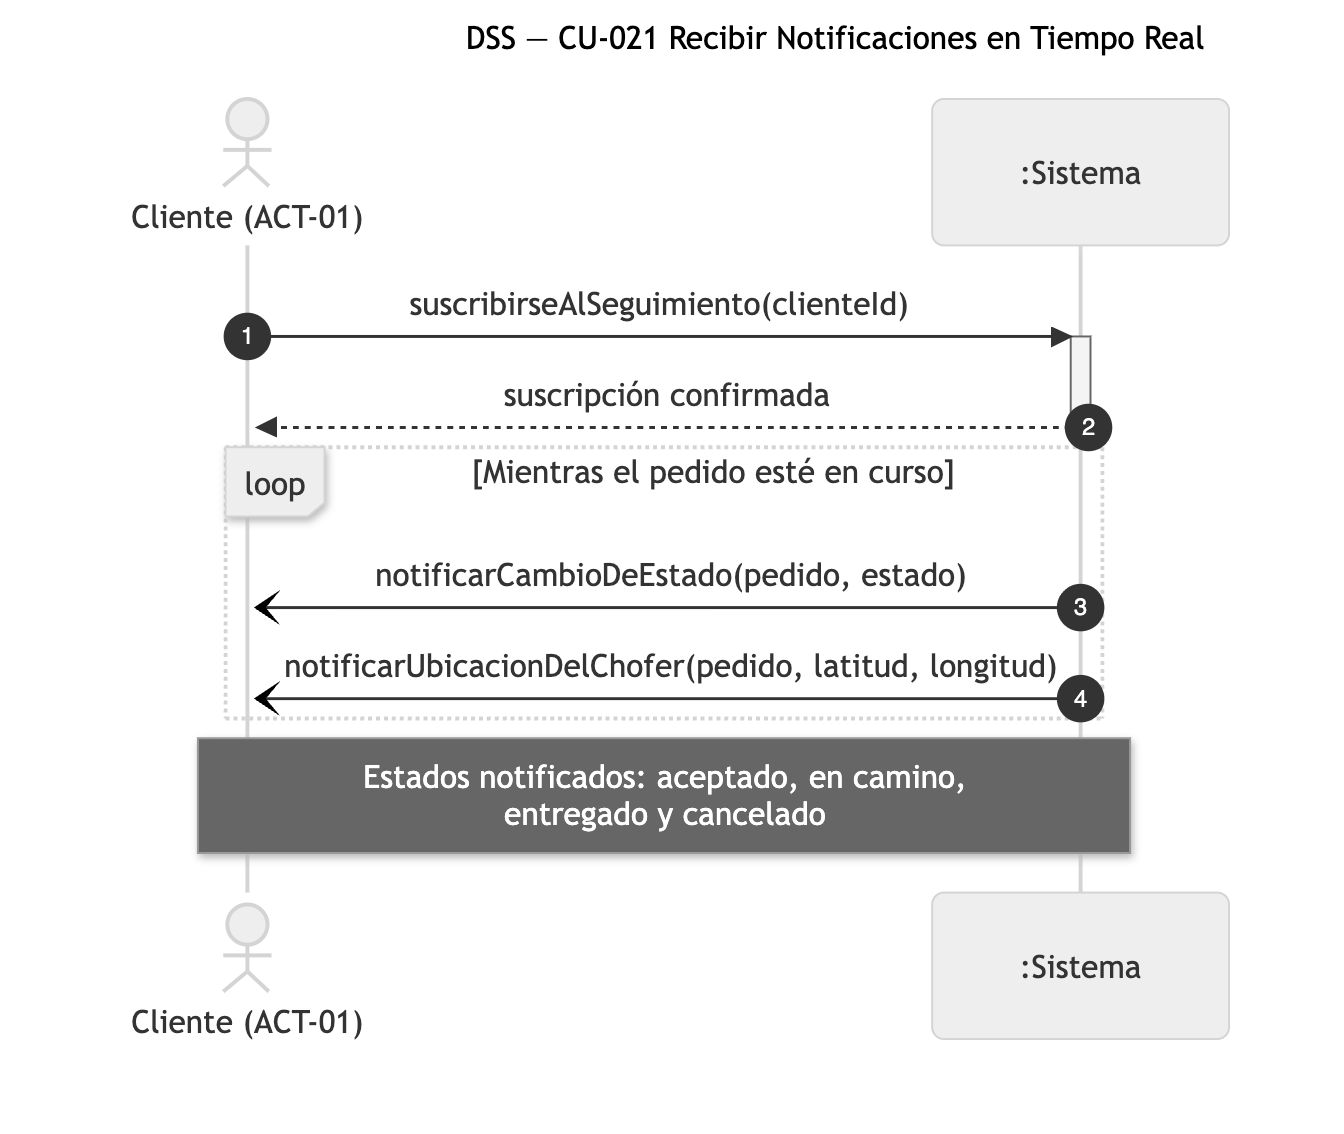 DSS — CU-021 Recibir Notificaciones en Tiempo Real
Cliente (ACT-01)
:Sistema
suscribirseAlSeguimiento(clienteId)
1
suscripción confirmada
2
loop
[Mientras el pedido esté en curso]
notificarCambioDeEstado(pedido, estado)
3
notificarUbicacionDelChofer(pedido, latitud, longitud)
4
Estados notificados: aceptado, en camino,
entregado y cancelado
Cliente (ACT-01)
:Sistema